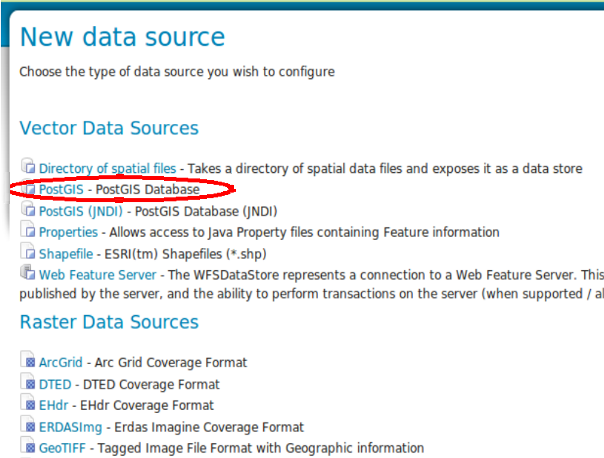 New data source
Choose the type of data source you wish to configure
Vector Data Sources
Directory of spatial files - Takes a directory of spatial data files and exposes it as a data store
PostGIS - PostGIS Database
PostGIS (JNDI) - PostGIS Database (JNDI)
Properties - Allows access to Java Property files containing Feature information
Shapefile - ESRI(tm) Shapefiles (*.shp)
Web Feature Server - The WFSDataStore represents a connection to a Web Feature Server. This
published by the server, and the ability to perform transactions on the server (when supported /
Raster Data Sources
ArcGrid - Arc Grid Coverage Format
DTED - DTED Coverage Format
EHdr - EHdr Coverage Format
ERDASImg - Erdas Imagine Coverage Format
GeoTIFF - Tagged Image File Format with Geographic information